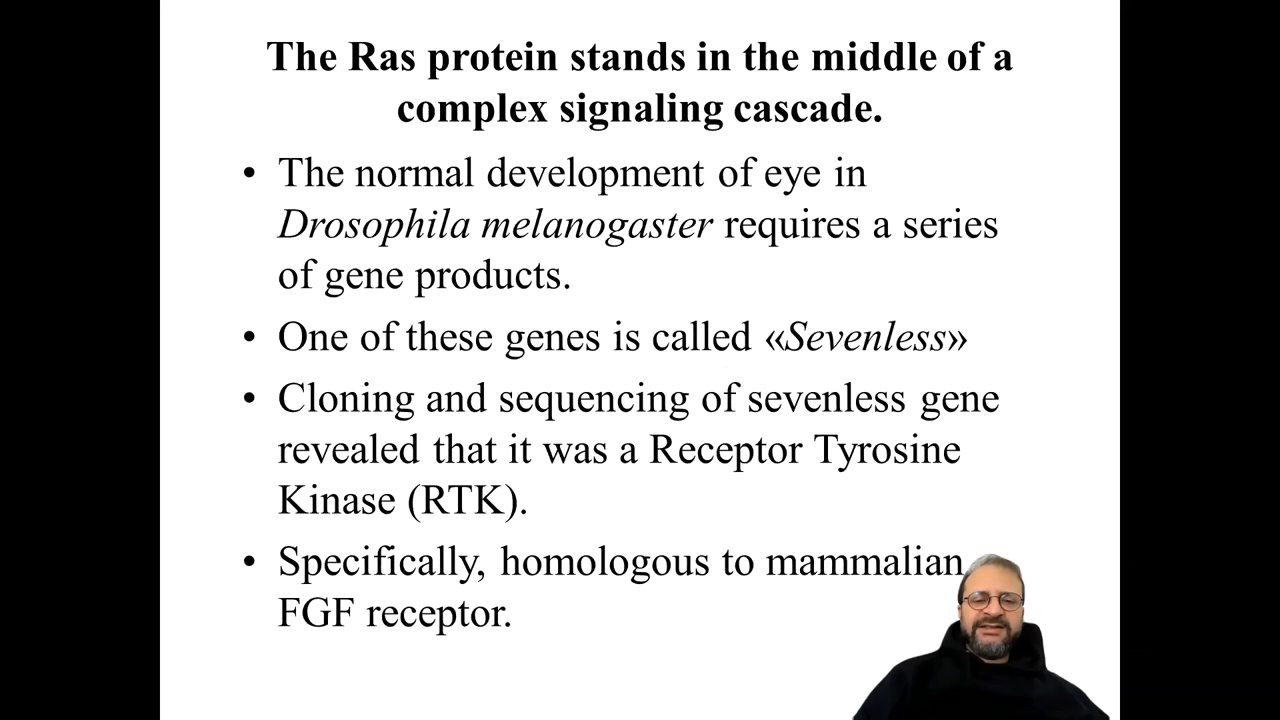 The Ras protein stands in the middle of a
complex signaling cascade.
• The normal development of eye in
Drosophila melanogaster requires a series
of gene products.
• One of these genes is called «Sevenless»
• Cloning and sequencing of sevenless gene
revealed that it was a Receptor Tyrosine
Kinase (RTK).
• Specifically, homologous to mammalian
FGF receptor.